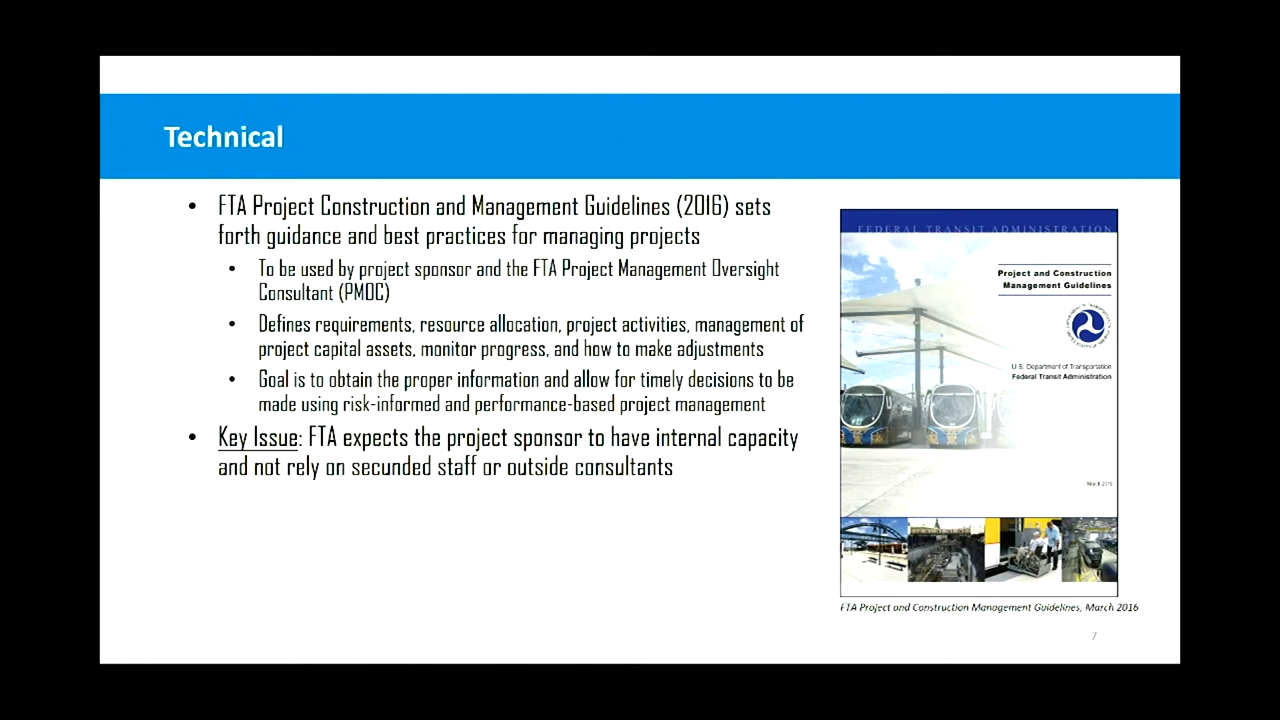 Technical
• FTA Project Construction and Management Guidelines (2016) sets
forth guidance and best practices for managing projects
• To be used by project sponsor and the FTA Project Management Oversight
Consultant (PMOC)
• Defines requirements, resource allocation, project activities, management of
project capital assets, monitor progress, and how to make adjustments
• Goal is to obtain the proper information and allow for timely decisions to be
made using risk-informed and performance-based project management
• Key Issue: FTA expects the project sponsor to have internal capacity
and not rely on secunded staff or outside consultants
FEDERAL TRANSIT ADMINISTRATION
Project and Construction
Management Guidelines
U.S. Department of Transportation
Federal Transit Administration
March 2016
FTA Project and Construction Management Guidelines, March 2016
7